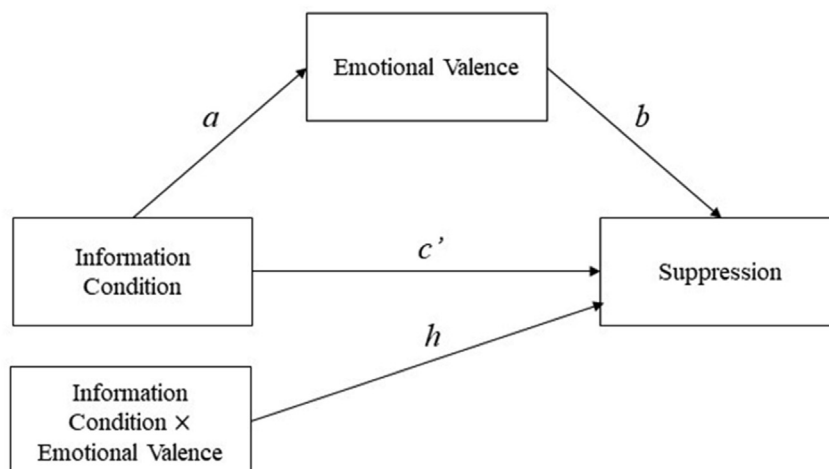 Emotional Valence
a
b
Information
Condition
c’
Suppression
h
Information
Condition ×
Emotional Valence